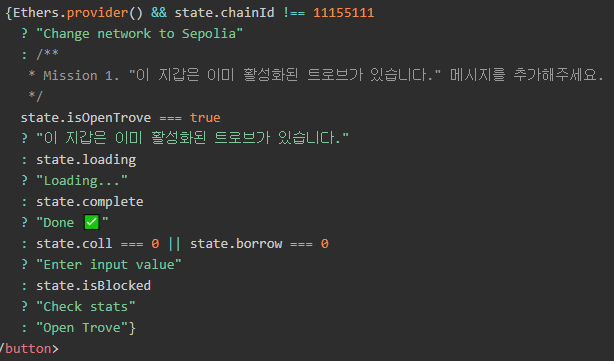 {Ethers.provider() && state.chainId !== 11155111
? "Change network to Sepolia"
: /**
* Mission 1. "이 지갑은 이미 활성화된 트로브가 있습니다." 메시지를 추가해주세요.
*/
state.isOpenTrove === true
? "이 지갑은 이미 활성화된 트로브가 있습니다."
: state.loading
? "Loading..."
: state.complete
? "Done ✅"
: state.coll === 0 || state.borrow === 0
? "Enter input value"
: state.isBlocked
? "Check stats"
: "Open Trove"}
/button>